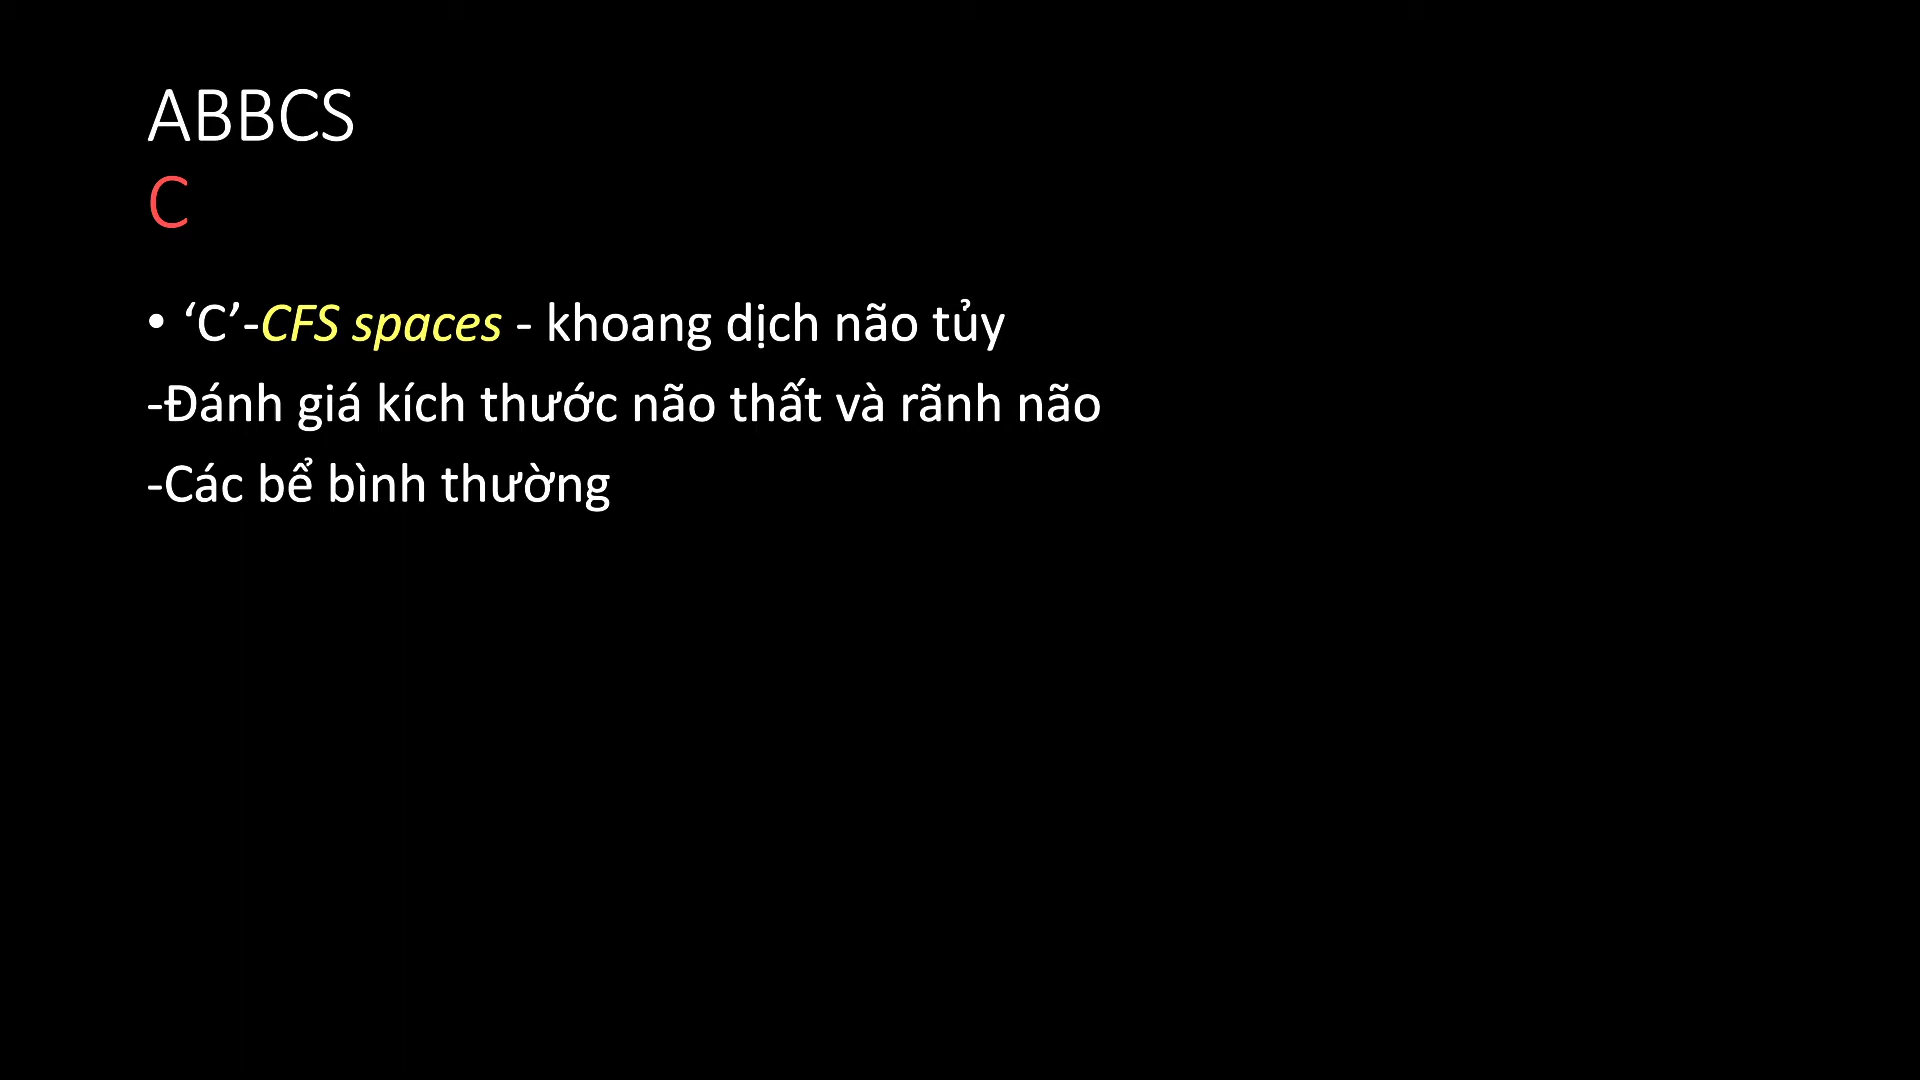 ABBCS
C
• ‘C’-CFS spaces - khoang dịch não tủy
-Đánh giá kích thước não thất và rãnh não
-Các bể bình thường